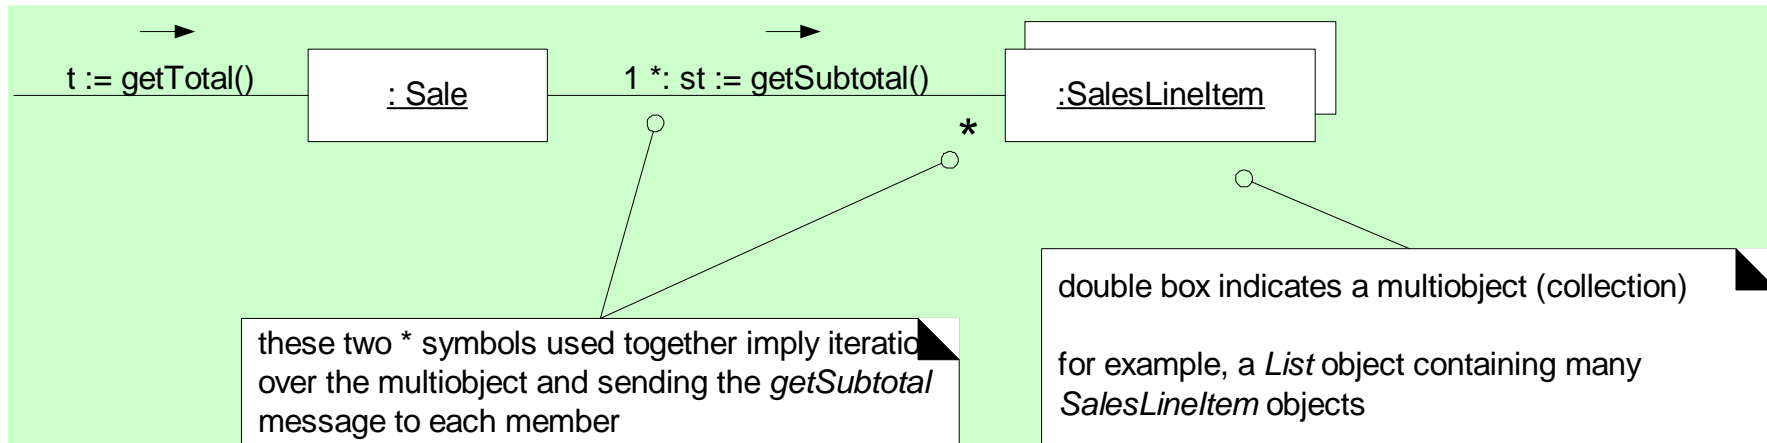 t := getTotal()
: Sale
1 *: st := getSubtotal()
*
:SalesLineItem
these two * symbols used together imply iteratio
over the multiobject and sending the getSubtotal
message to each member
double box indicates a multiobject (collection)
for example, a List object containing many
SalesLineItem objects